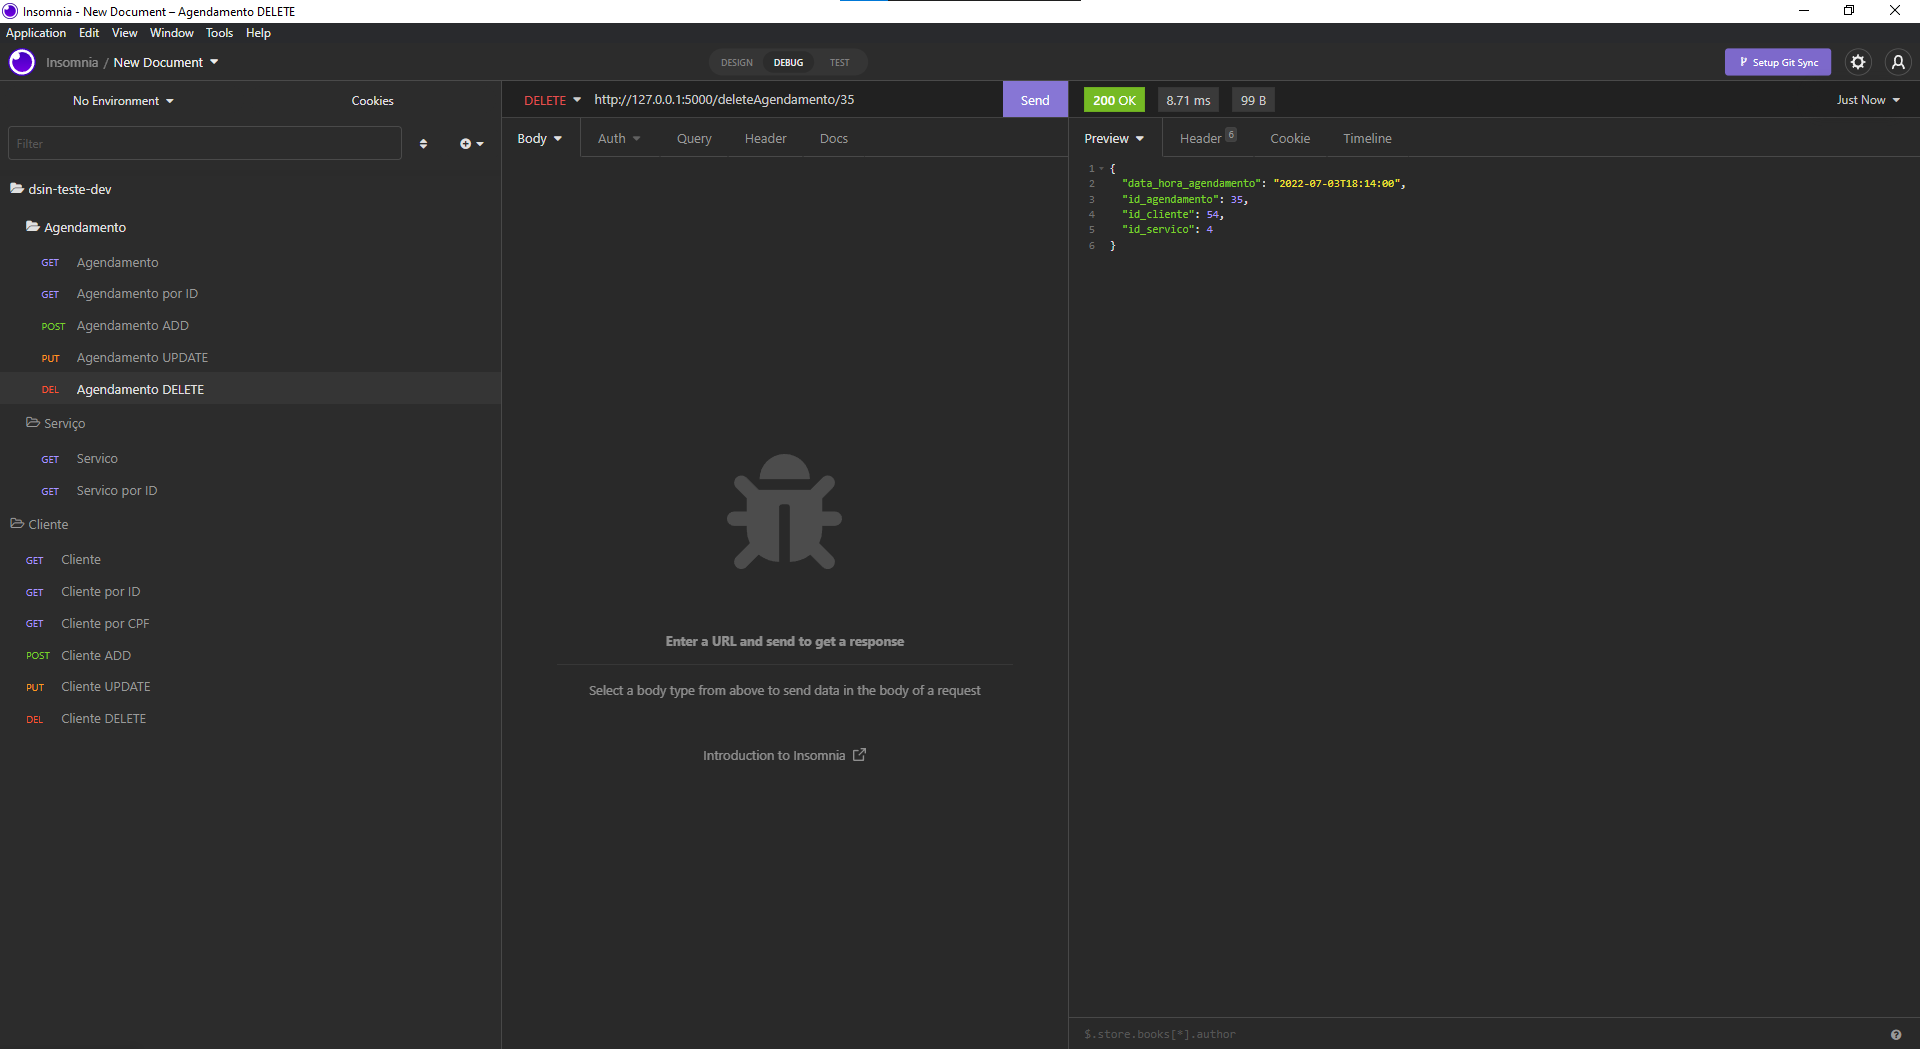 Insomnia - New Document – Agendamento DELETE
Application Edit View Window Tools Help
Insomnia / New Document
DESIGN DEBUG TEST
Setup Git Sync
No Environment
Cookies
Filter
dsin-teste-dev
Agendamento
GET Agendamento
GET Agendamento por ID
POST Agendamento ADD
PUT Agendamento UPDATE
DEL Agendamento DELETE
Serviço
GET Servico
GET Servico por ID
Cliente
GET Cliente
GET Cliente por ID
GET Cliente por CPF
POST Cliente ADD
PUT Cliente UPDATE
DEL Cliente DELETE
DELETE http://127.0.0.1:5000/deleteAgendamento/35 Send
Body Auth Query Header Docs
Enter a URL and send to get a response
Select a body type from above to send data in the body of a request
Introduction to Insomnia
200 OK 8.71 ms 99 B Just Now
Preview Header 6 Cookie Timeline
1 {
2 "data_hora_agendamento": "2022-07-03T18:14:00",
3 "id_agendamento": 35,
4 "id_cliente": 54,
5 "id_servico": 4
6 }
$.store.books[*].author